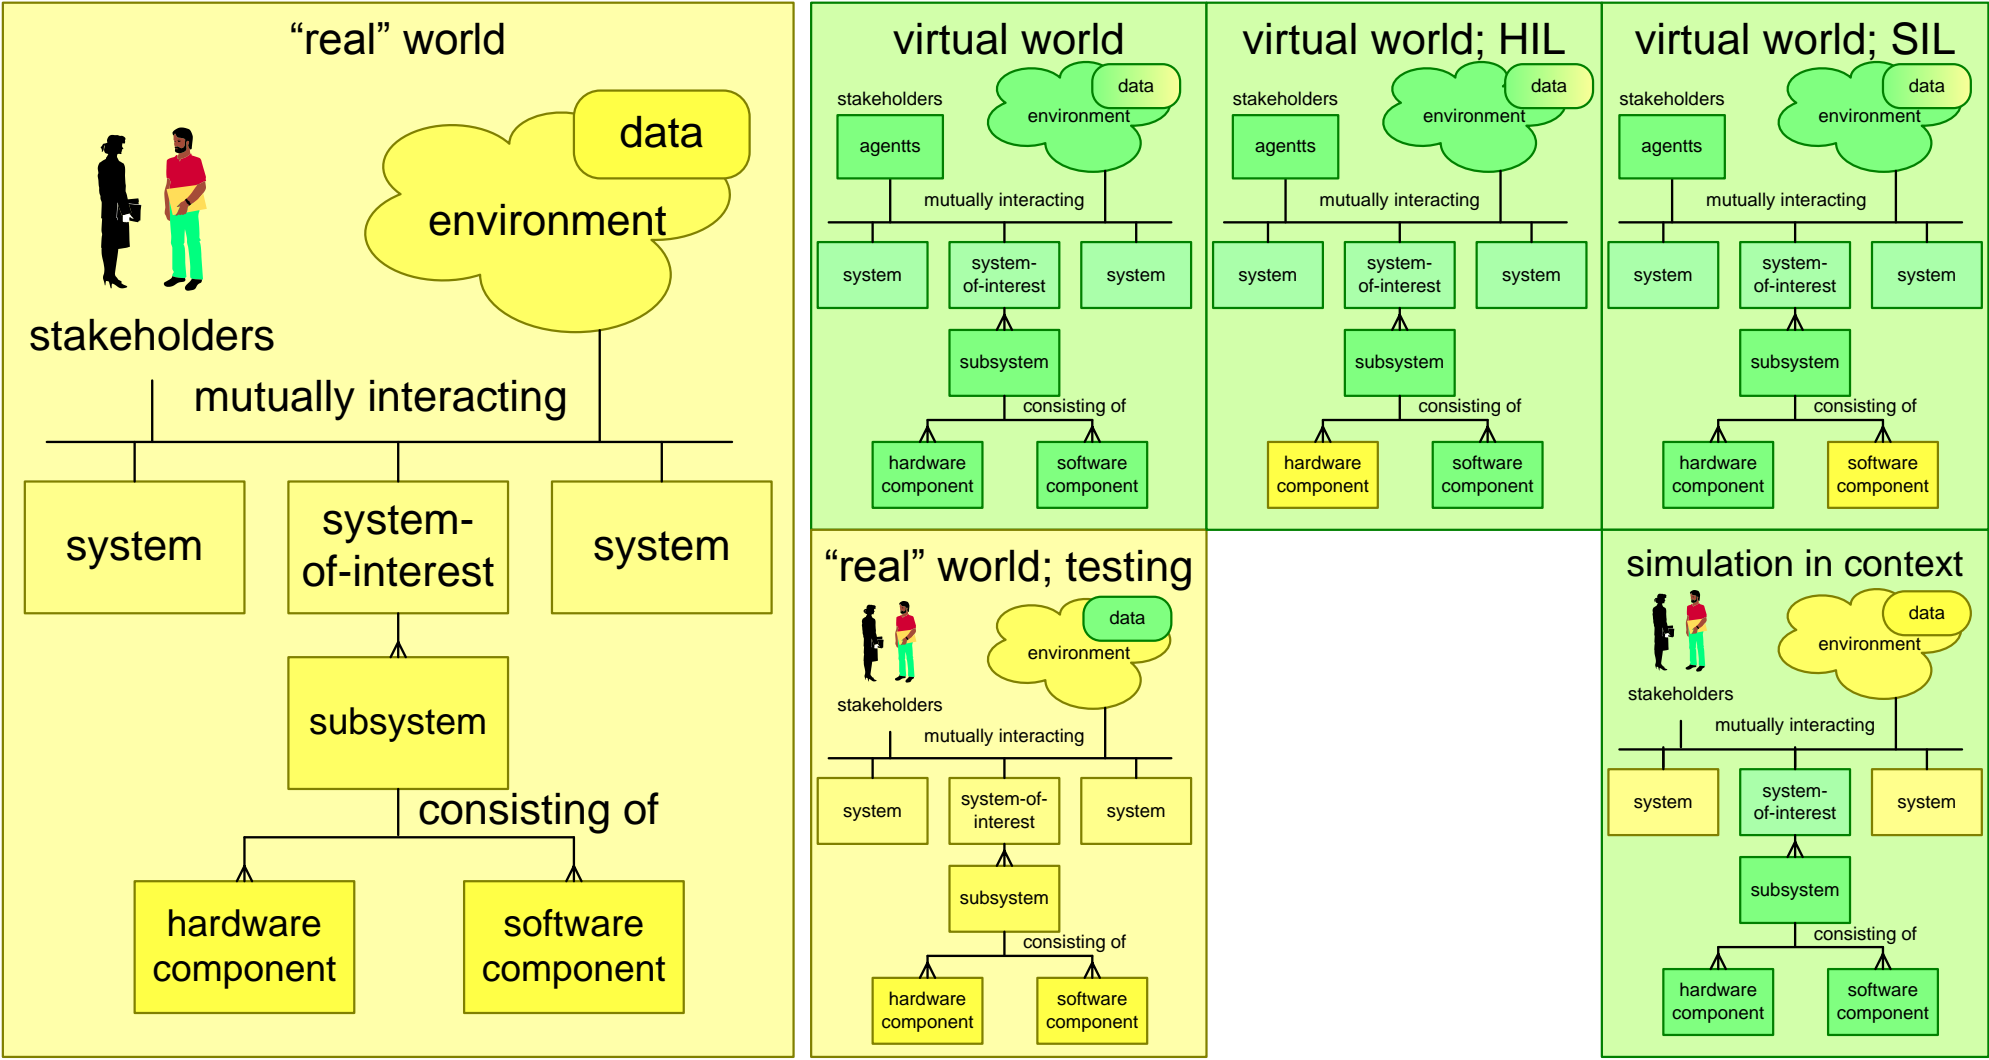 “real” world
data
environment
stakeholders
mutually interacting
system
system-
of-interest
system
subsystem
consisting of
hardware
component
software
component
virtual world
data
stakeholders
environment
agentts
mutually interacting
system
system-
of-interest
system
subsystem
consisting of
hardware
component
software
component
virtual world; HIL
data
stakeholders
environment
agentts
mutually interacting
system
system-
of-interest
system
subsystem
consisting of
hardware
component
software
component
virtual world; SIL
data
stakeholders
environment
agentts
mutually interacting
system
system-
of-interest
system
subsystem
consisting of
hardware
component
software
component
“real” world; testing
data
environment
stakeholders
mutually interacting
system
system-of-
interest
system
subsystem
consisting of
hardware
component
software
component
simulation in context
data
environment
stakeholders
mutually interacting
system
system-
of-interest
system
subsystem
consisting of
hardware
component
software
component